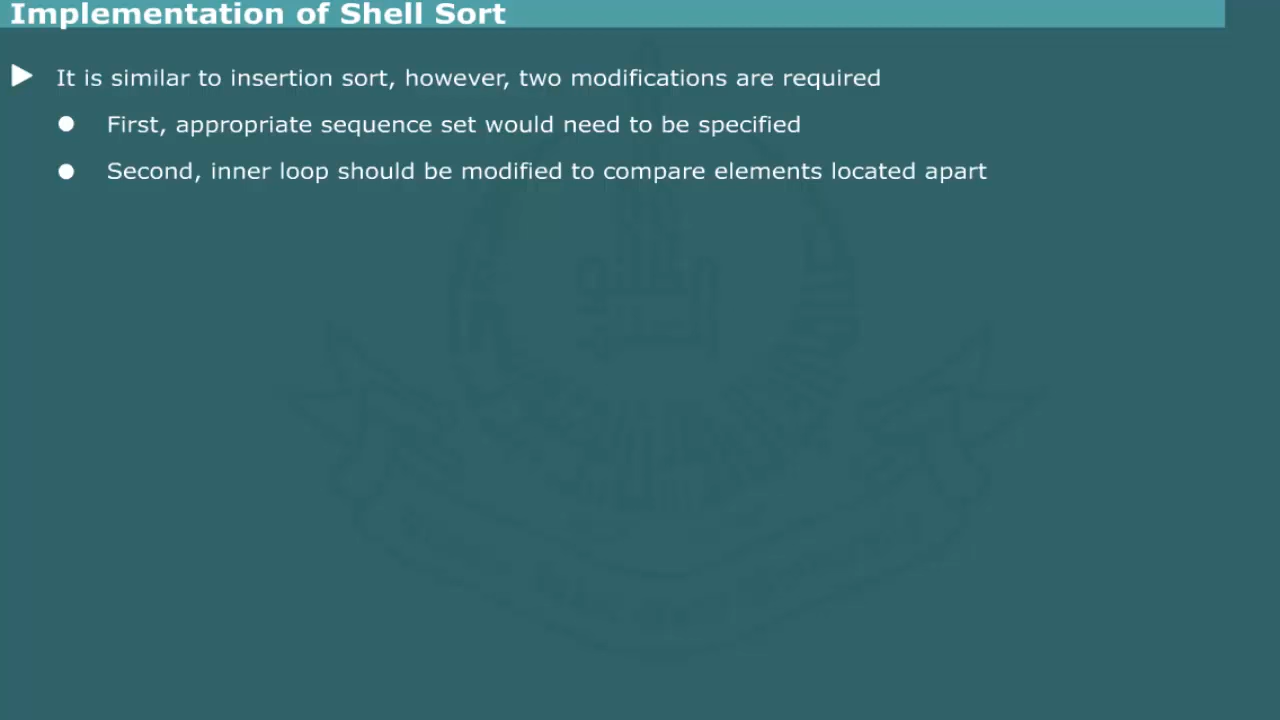 Implementation of Shell Sort
It is similar to insertion sort, however, two modifications are required
First, appropriate sequence set would need to be specified
Second, inner loop should be modified to compare elements located apart